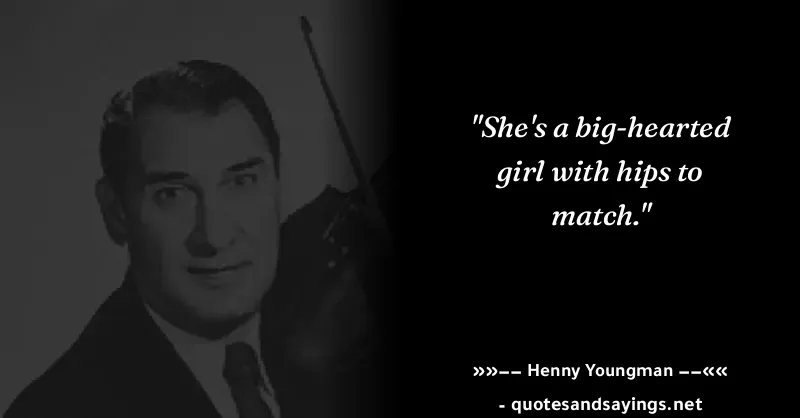 "She's a big-hearted
girl with hips to
match."
»»−− Henny Youngman −−««
- quotesandsayings.net